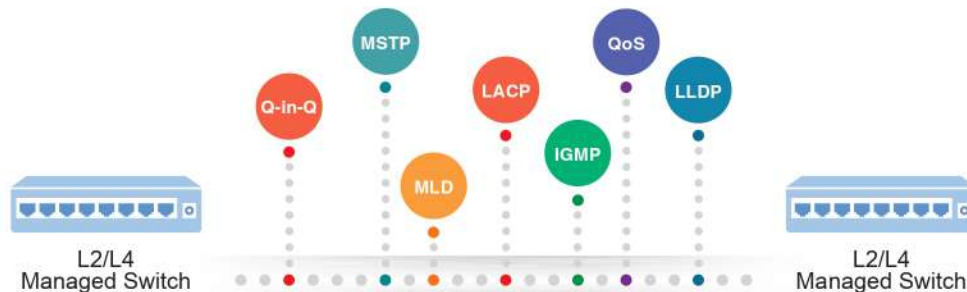 MSTP
QoS
Q-in-Q
LACP
LLDP
IGMP
MLD
L2/L4
Managed Switch
L2/L4
Managed Switch